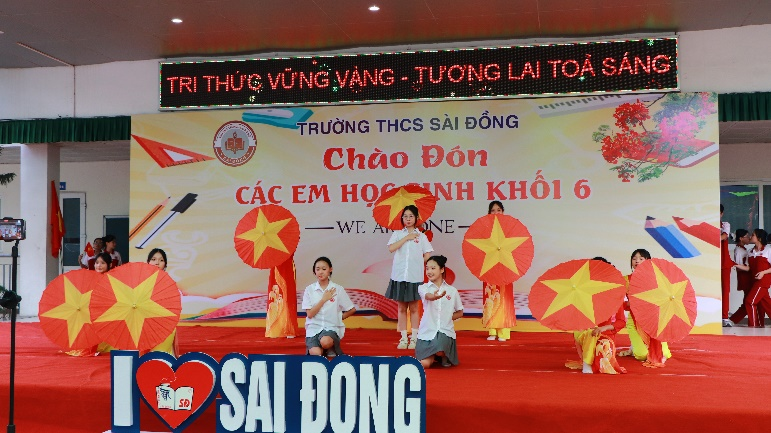 TRI THỨC VỮNG VÀNG - TƯƠNG LAI TOẢ SÁNG
TRƯỜNG THCS SÀI ĐỒNG
Chào Đón
CÁC EM HỌC SINH KHỐI 6
WE ARE ONE
I SAI ĐONG
SĐ